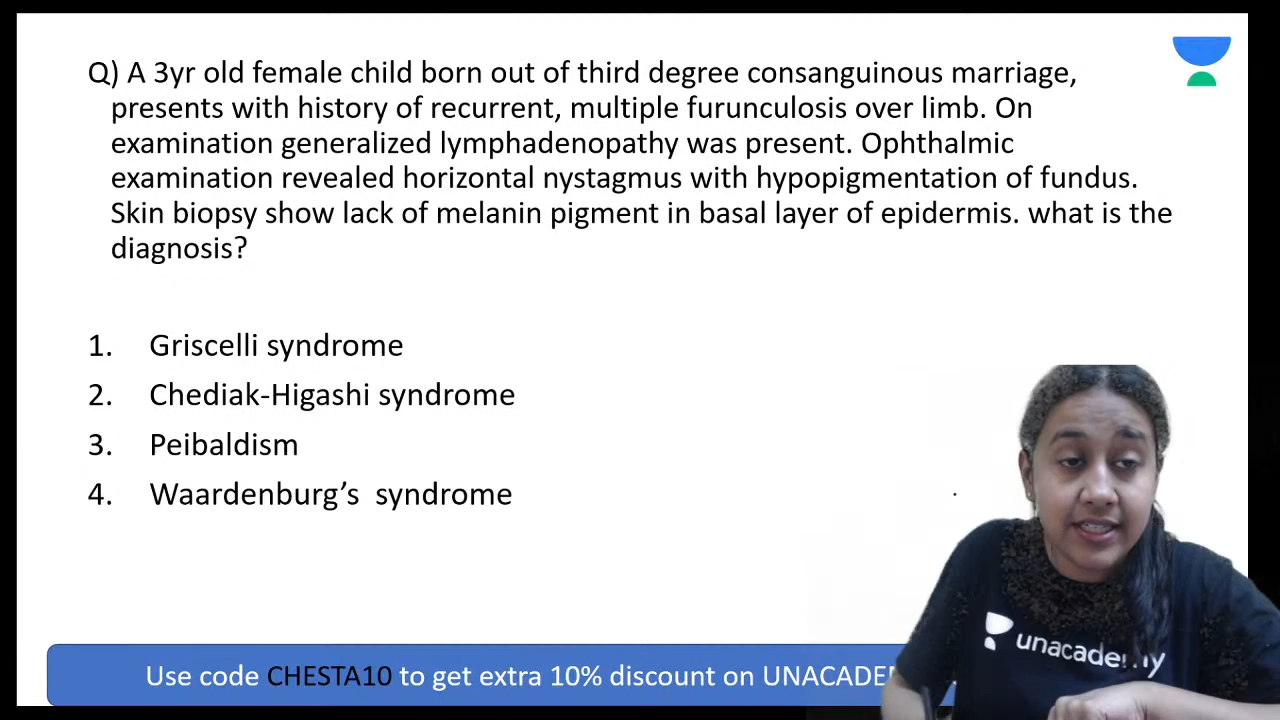 Q) A 3yr old female child born out of third degree consanguinous marriage,
presents with history of recurrent, multiple furunculosis over limb. On
examination generalized lymphadenopathy was present. Ophthalmic
examination revealed horizontal nystagmus with hypopigmentation of fundus.
Skin biopsy show lack of melanin pigment in basal layer of epidermis. what is the
diagnosis?
1. Griscelli syndrome
2. Chediak-Higashi syndrome
3. Peibaldism
4. Waardenburg’s syndrome
unacademy
Use code CHESTA10 to get extra 10% discount on